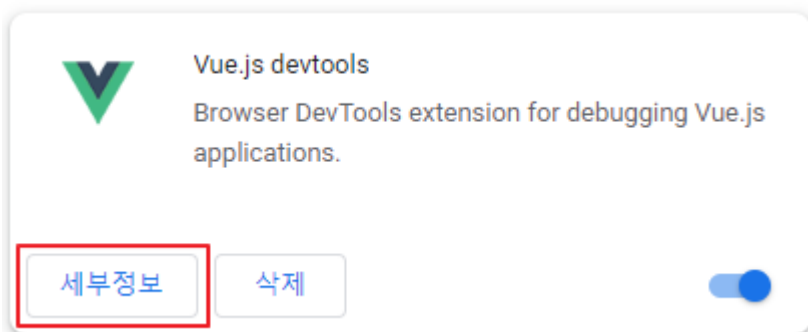 Vue.js devtools
Browser DevTools extension for debugging Vue.js
applications.
세부정보 삭제